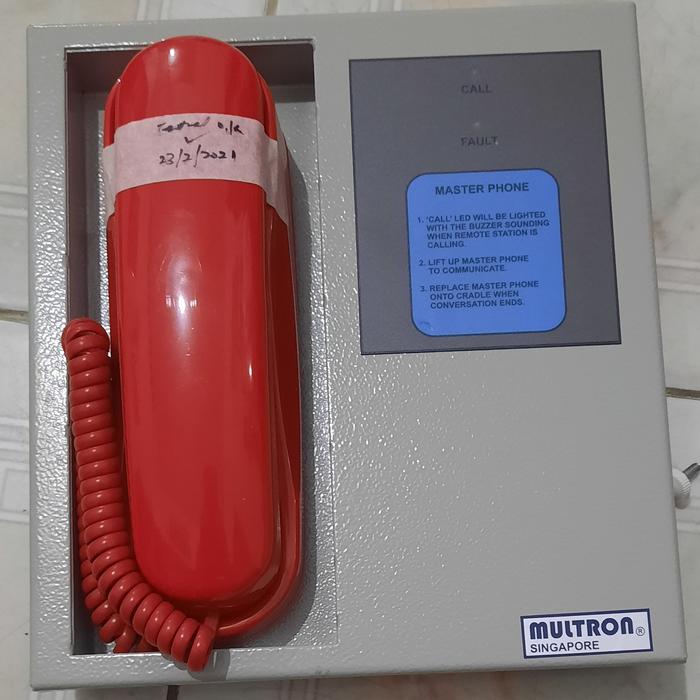 Tested O/K
23/2/2021
CALL
FAULT
MASTER PHONE
1. 'CALL' LED WILL BE LIGHTED
WITH THE BUZZER SOUNDING
WHEN REMOTE STATION IS
CALLING.
2. LIFT UP MASTER PHONE
TO COMMUNICATE.
3. REPLACE MASTER PHONE
ONTO CRADLE WHEN
CONVERSATION ENDS.
MULTRON®
SINGAPORE